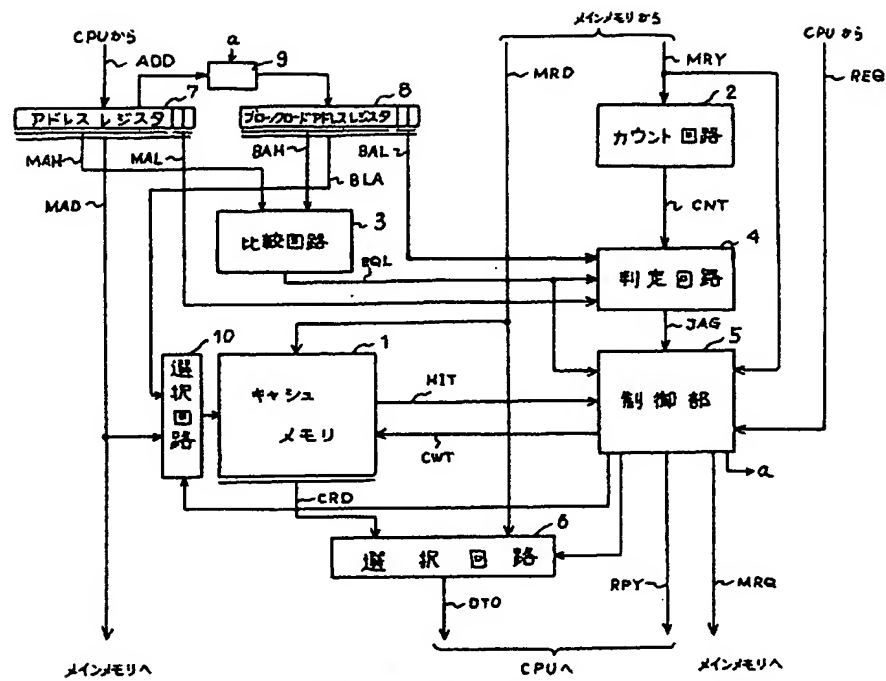 メインメモリから
CPUから
ADD
a
9
CPUから
MRY
MRD
REQ
7
8
2
アドレスレジスタ
ブロックロードアドレスレジスタ
カウント回路
MAH
MAL
BAH
BAL
BLA
MAD
CNT
3
比較回路
EQL
4
判定回路
JAG
10
1
5
選択回路
キャシュ
メモリ
HIT
制御部
CWT
a
CRD
6
選択回路
DTO
RPY
MRQ
メインメモリへ
CPUへ
メインメモリへ